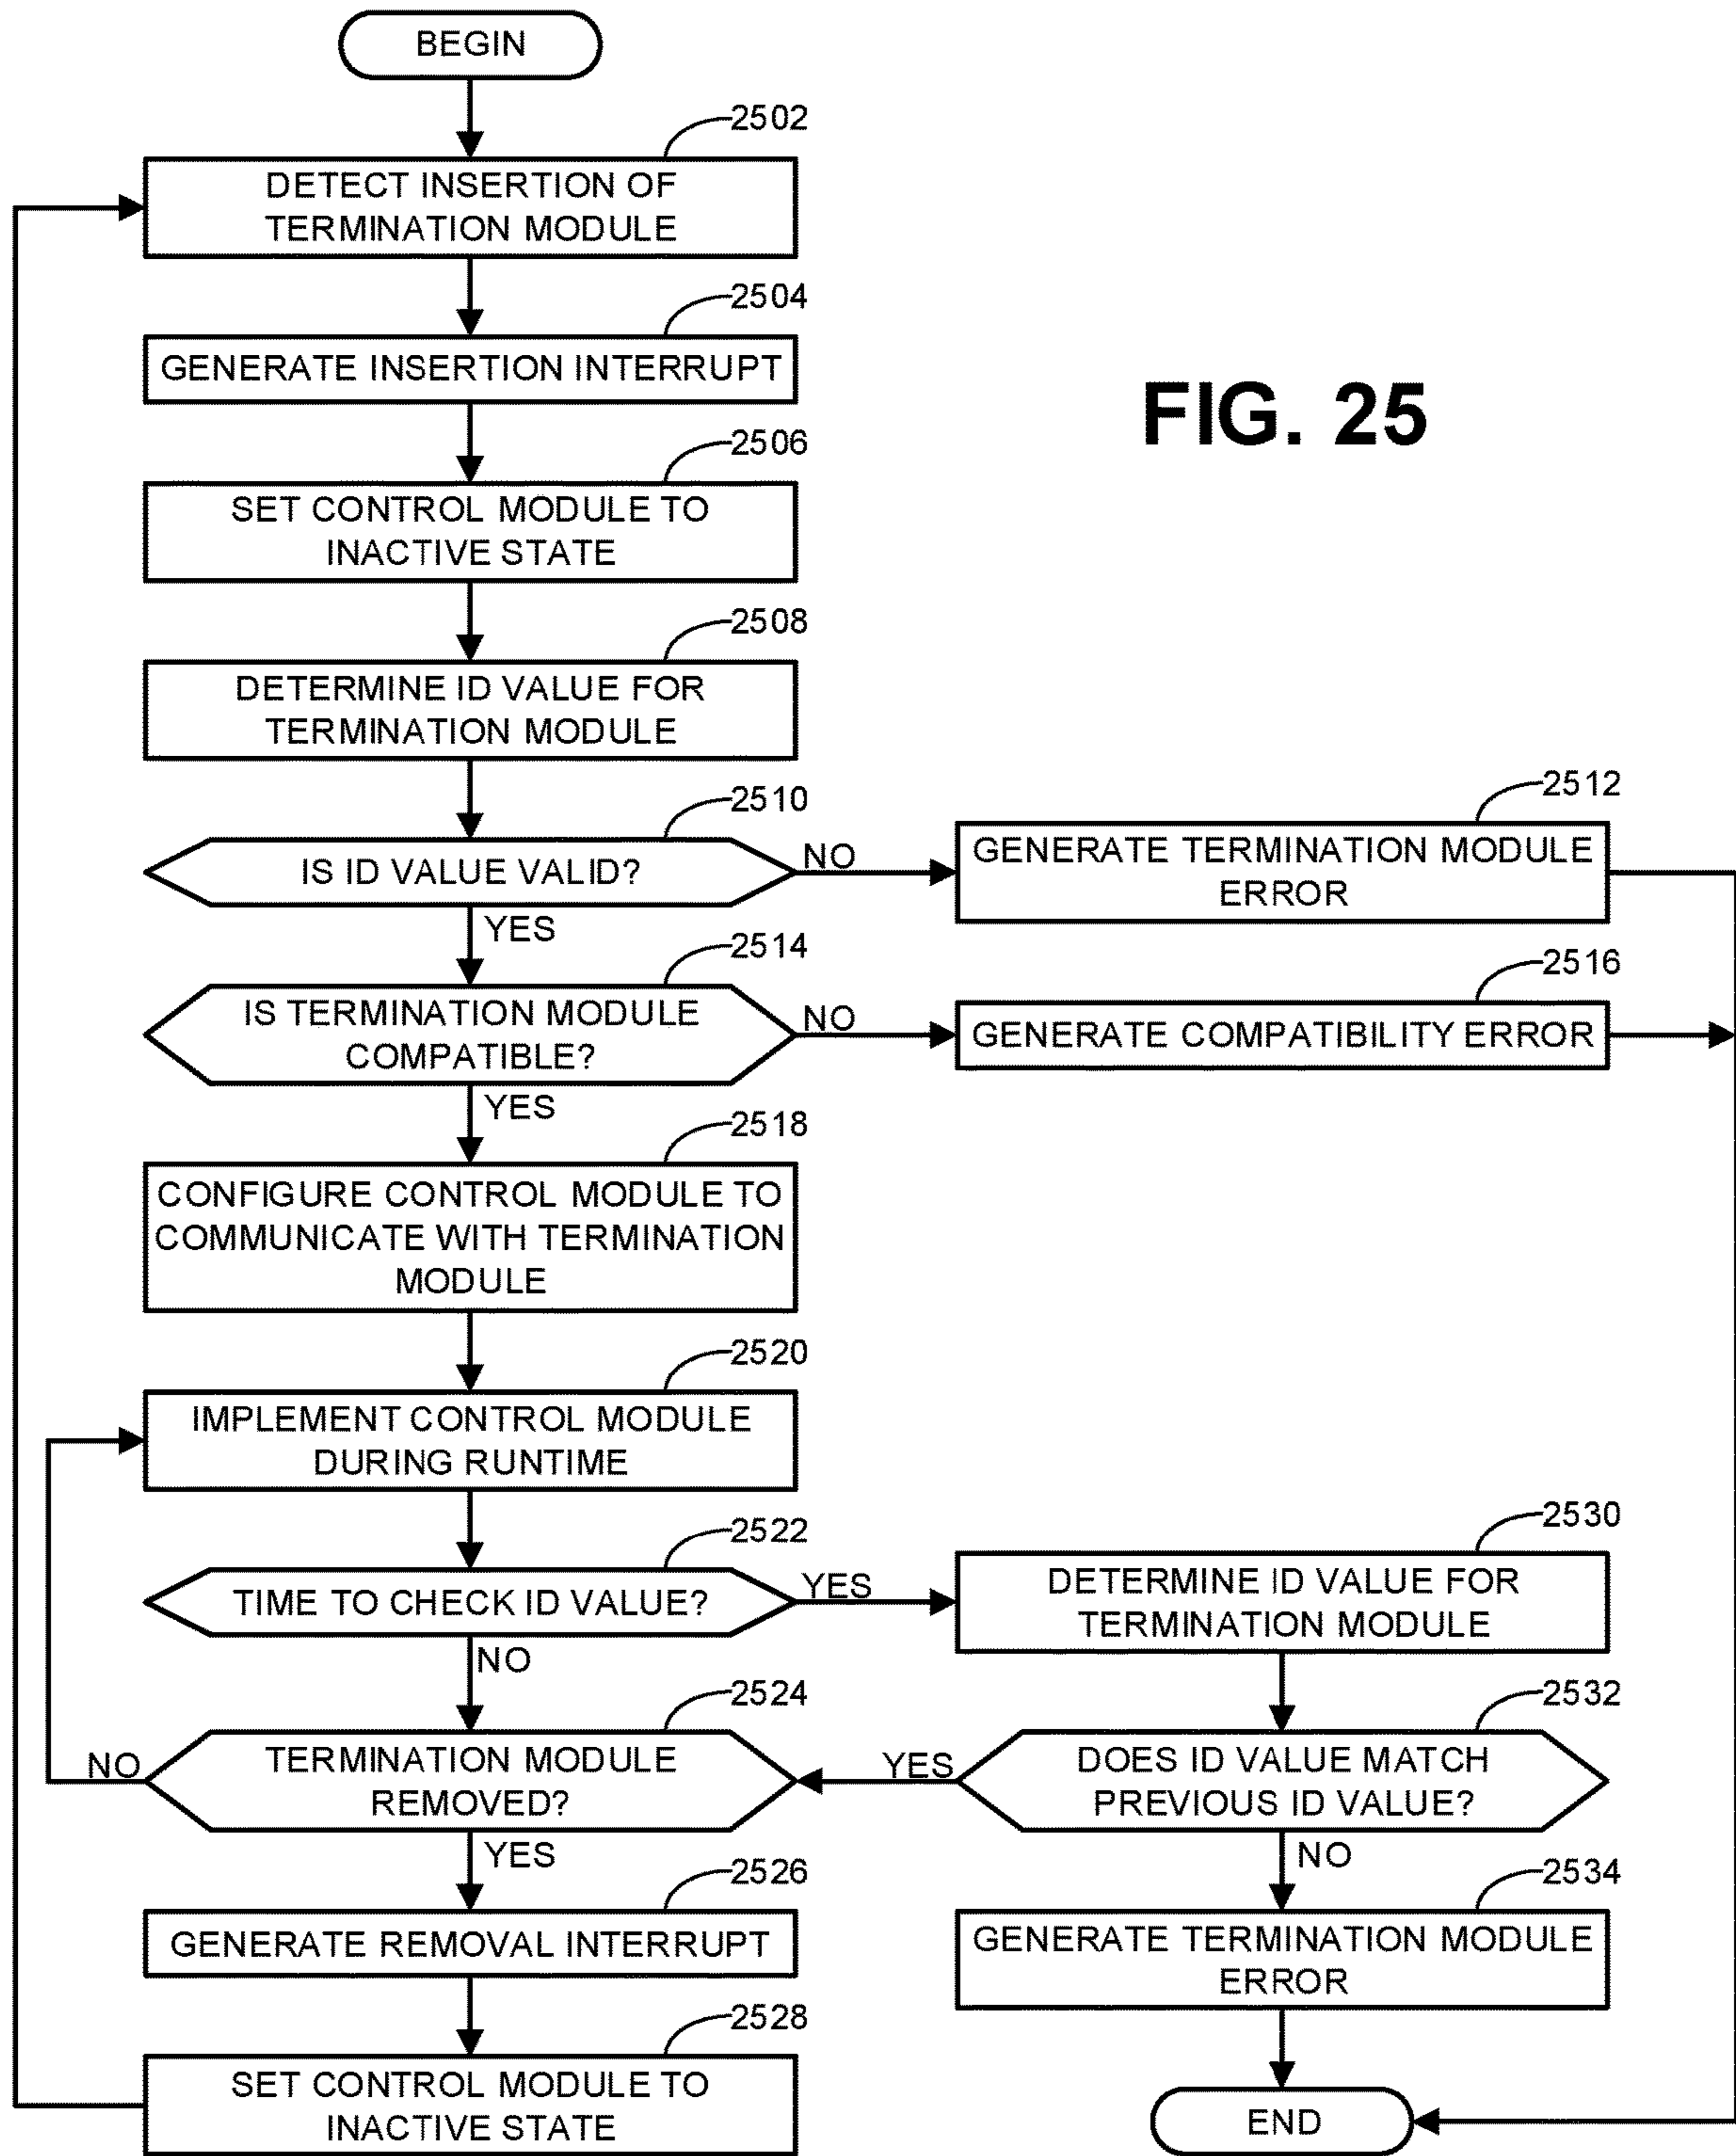 BEGIN
2502
DETECT INSERTION OF
TERMINATION MODULE
2504
GENERATE INSERTION INTERRUPT
FIG. 25
2506
SET CONTROL MODULE TO
INACTIVE STATE
2508
DETERMINE ID VALUE FOR
TERMINATION MODULE
2510
IS ID VALUE VALID?
NO
2512
GENERATE TERMINATION MODULE
ERROR
YES
2514
IS TERMINATION MODULE
COMPATIBLE?
NO
2516
GENERATE COMPATIBILITY ERROR
YES
2518
CONFIGURE CONTROL MODULE TO
COMMUNICATE WITH TERMINATION
MODULE
2520
IMPLEMENT CONTROL MODULE
DURING RUNTIME
2522
TIME TO CHECK ID VALUE?
YES
2530
DETERMINE ID VALUE FOR
TERMINATION MODULE
NO
2524
TERMINATION MODULE
REMOVED?
NO
YES
2532
DOES ID VALUE MATCH
PREVIOUS ID VALUE?
YES
2526
GENERATE REMOVAL INTERRUPT
NO
2534
GENERATE TERMINATION MODULE
ERROR
2528
SET CONTROL MODULE TO
INACTIVE STATE
END